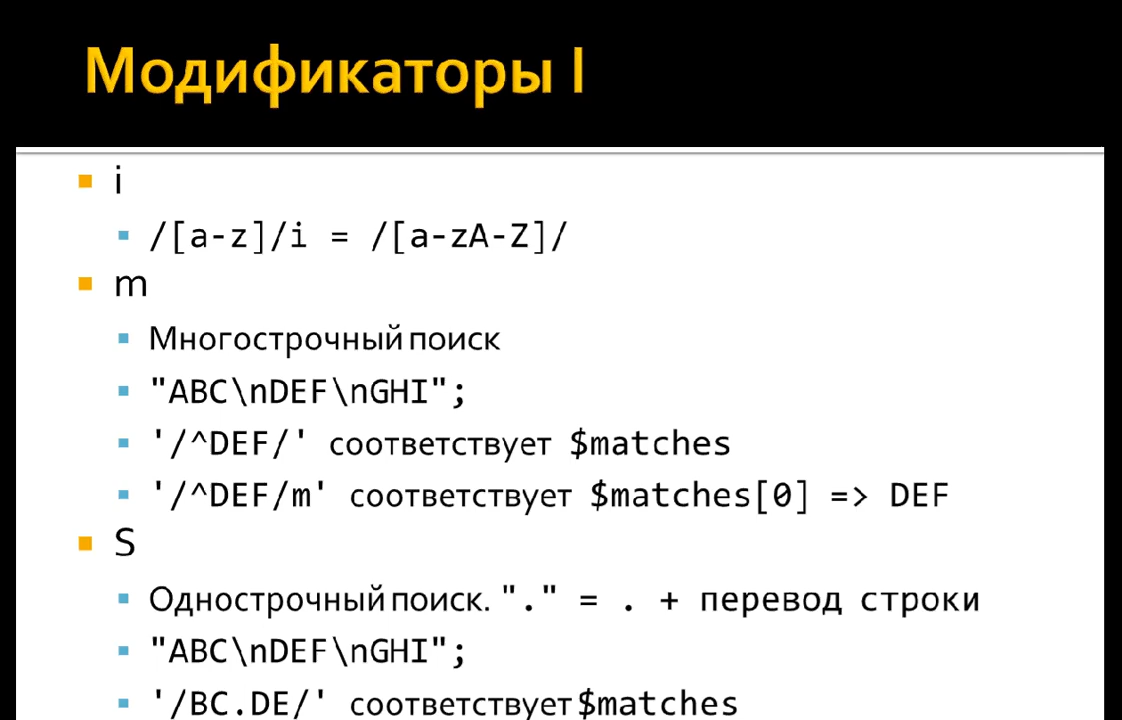 Модификаторы I
i
/[a-z]/i = /[a-zA-Z]/
m
Многострочный поиск
"ABC\nDEF\nGHI";
'/^DEF/' соответствует $matches
'/^DEF/m' соответствует $matches[0] => DEF
S
Однострочный поиск. "." = . + перевод строки
"ABC\nDEF\nGHI";
'/BC.DE/' соответствует $matches